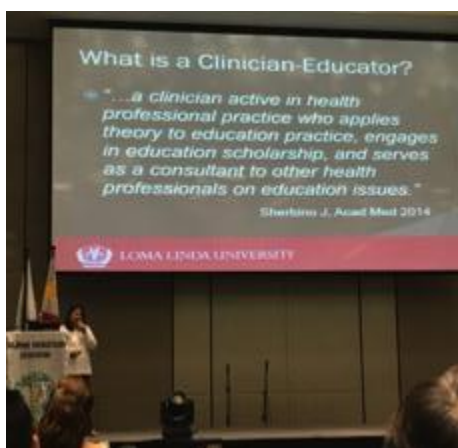 What is a Clinician-Educator?
"...a clinician active in health
professional practice who applies
theory to education practice, engages
in education scholarship, and serves
as a consultant to other health
professionals on education issues."
Sherbino J. Acad Med 2014
LOMA LINDA UNIVERSITY